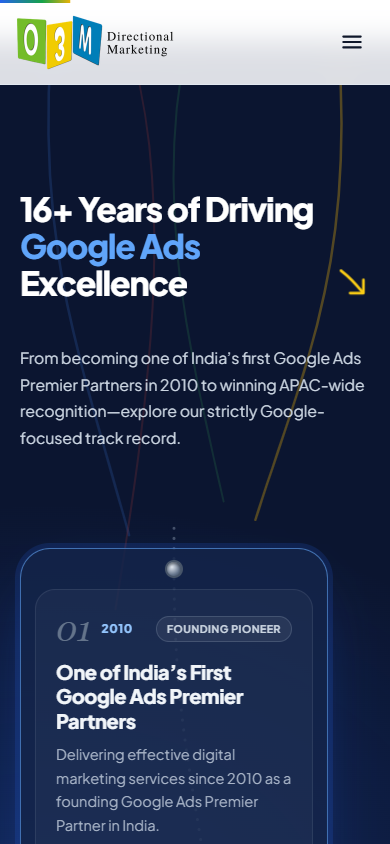 O3M Directional
Marketing
16+ Years of Driving
Google Ads
Excellence
From becoming one of India’s first Google Ads
Premier Partners in 2010 to winning APAC-wide
recognition—explore our strictly Google-
focused track record.
01 2010 FOUNDING PIONEER
One of India’s First
Google Ads Premier
Partners
Delivering effective digital
marketing services since 2010 as a
founding Google Ads Premier
Partner in India.